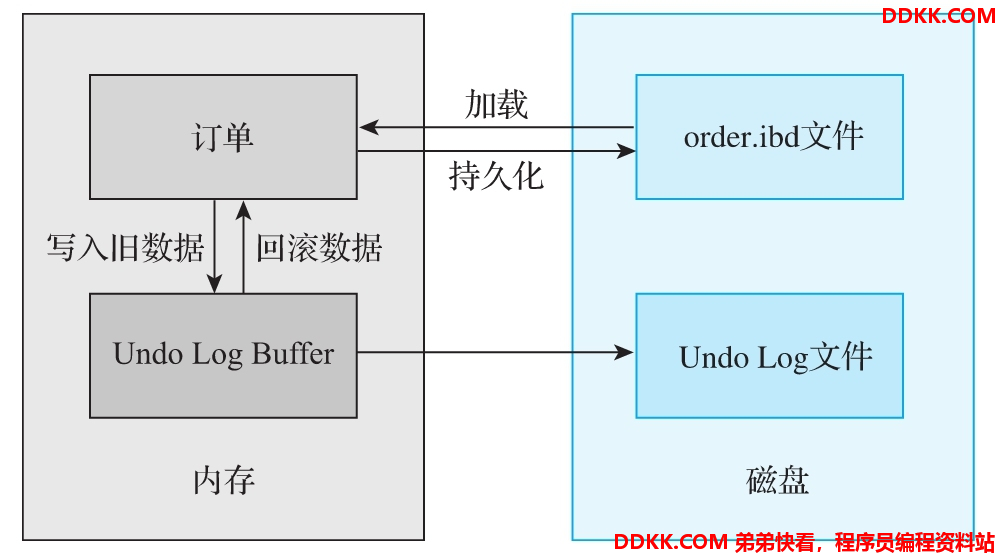 DDKK.COM
订单
加载
持久化
order.ibd文件
写入旧数据
回滚数据
Undo Log Buffer
Undo Log文件
内存
磁盘
DDKK.COM 弟弟快看，程序员编程资料站